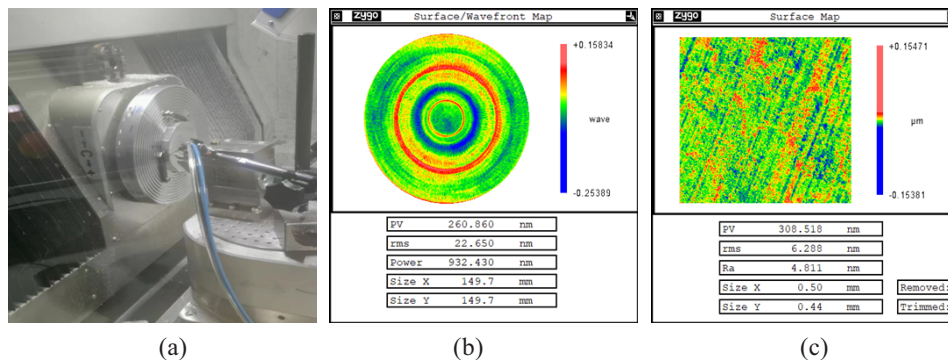 zygo Surface/Wavefront Map
+0.15834
wave
-0.25389
PV 260.860 nm
rms 22.650 nm
Power 932.430 nm
Size X 149.7 mm
Size Y 149.7 mm
zygo Surface Map
+0.15471
µm
-0.15381
PV 308.518 nm
rms 6.288 nm
Ra 4.811 nm
Size X 0.50 mm Removed:
Size Y 0.44 mm Trimmed:
(a) (b) (c)